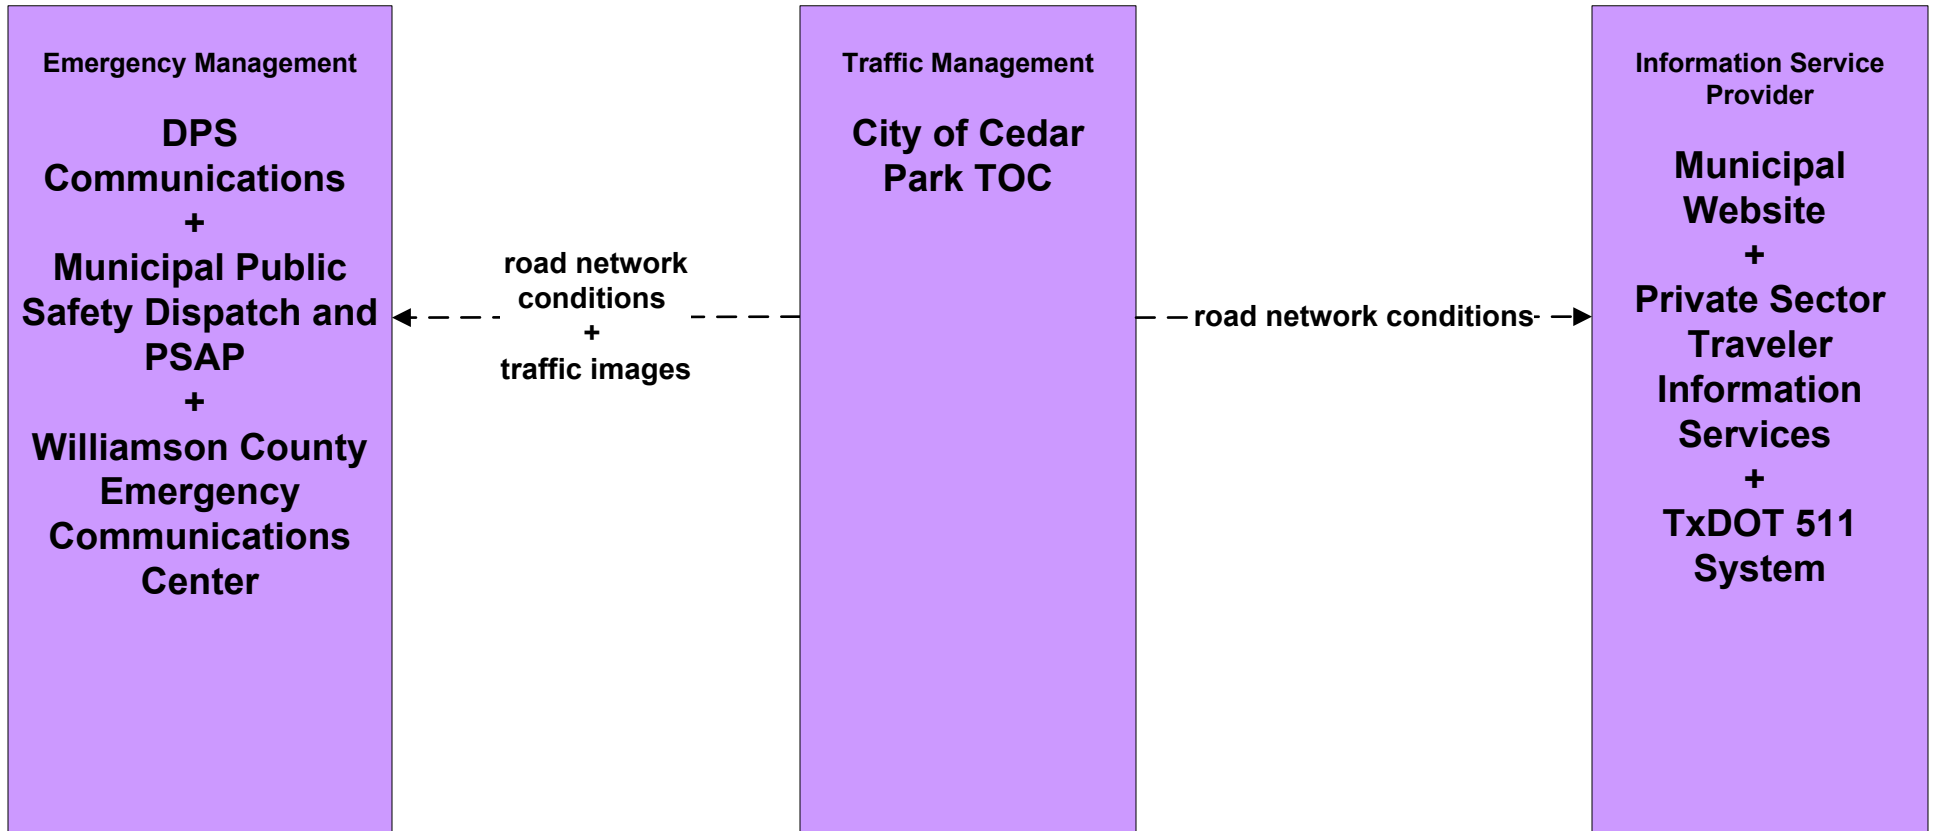 Emergency Management
DPS
Communications
+
Municipal Public
Safety Dispatch and
PSAP
+
Williamson County
Emergency
Communications
Center
road network
conditions
+
traffic images
Traffic Management
City of Cedar
Park TOC
road network conditions
Information Service
Provider
Municipal
Website
+
Private Sector
Traveler
Information
Services
+
TxDOT 511
System